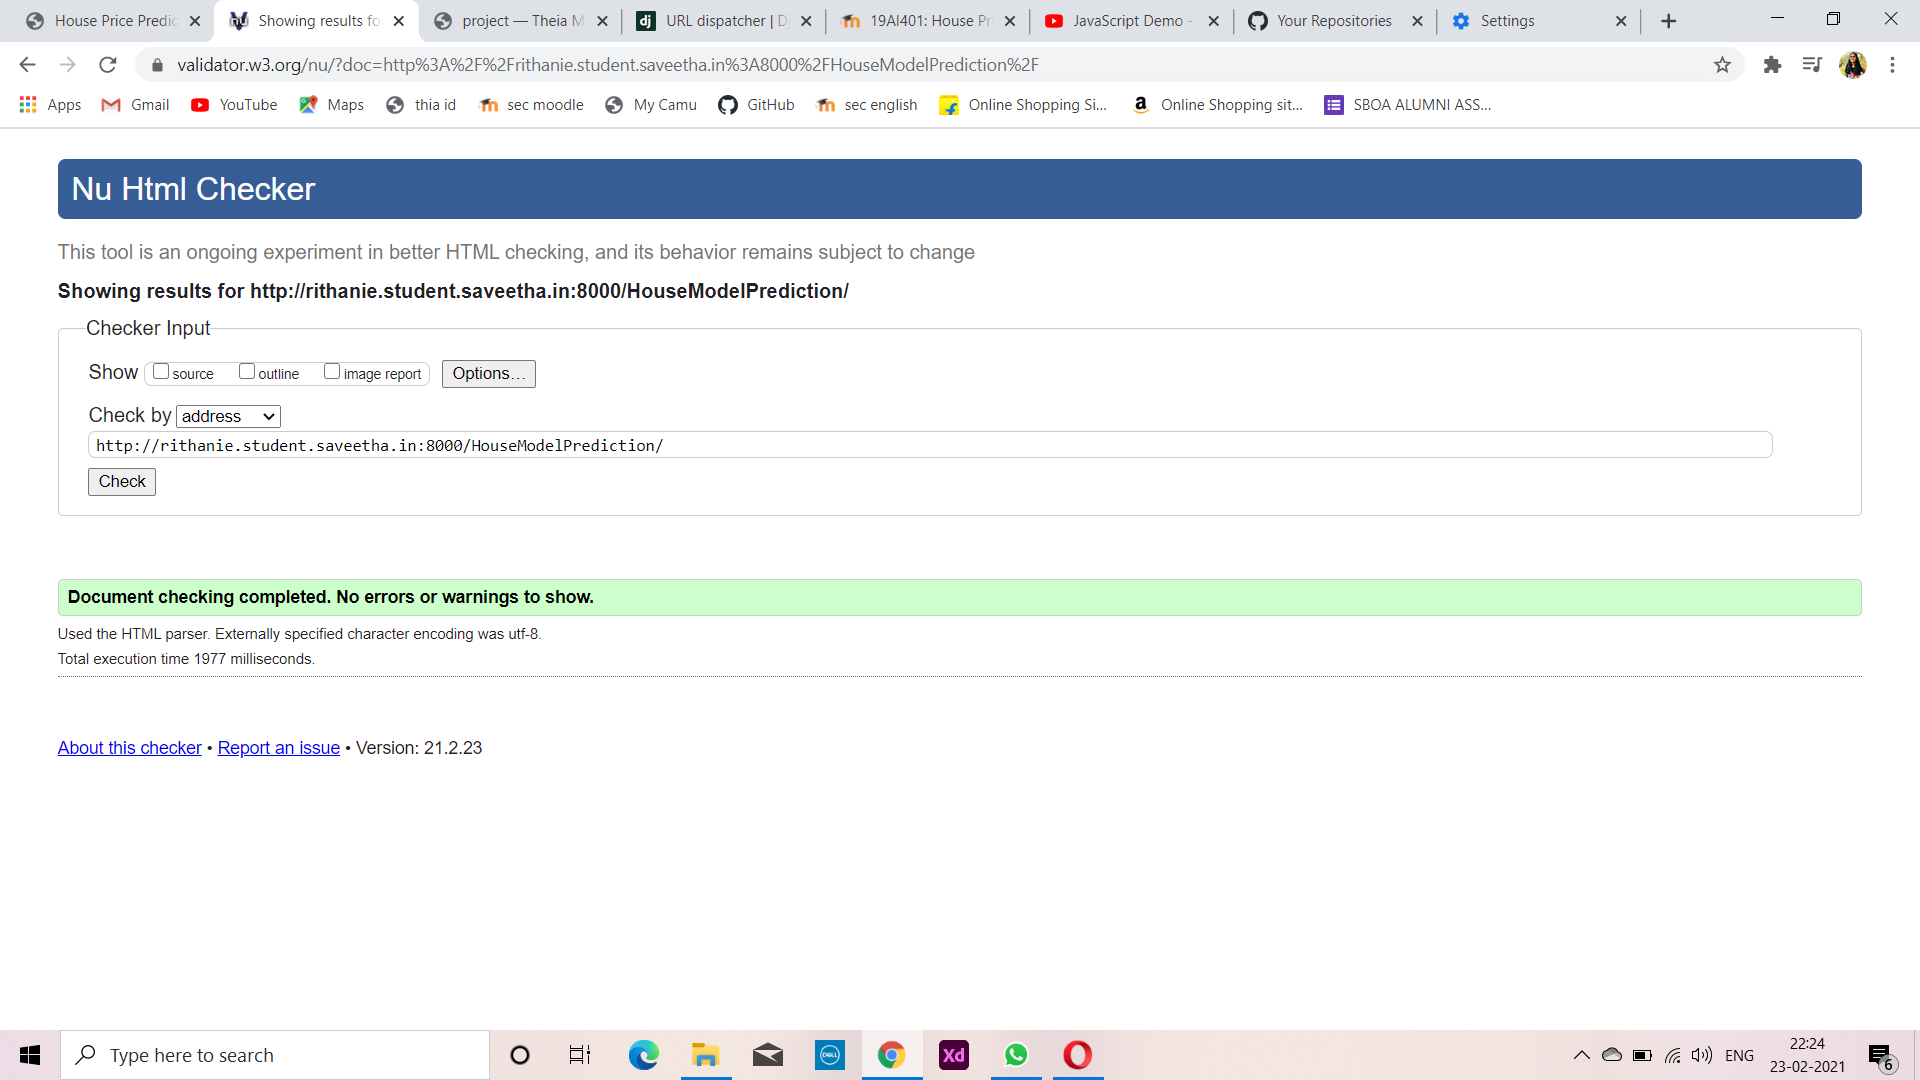 House Price Predic
Showing results fo
project — Theia M
URL dispatcher | D
19AI401: House Pri
JavaScript Demo -
Your Repositories
Settings
validator.w3.org/nu/?doc=http%3A%2F%2Frithanie.student.saveetha.in%3A8000%2FHouseModelPrediction%2F
Apps
Gmail
YouTube
Maps
thia id
sec moodle
My Camu
GitHub
sec english
Online Shopping Si...
Online Shopping sit...
SBOA ALUMNI ASS...
Nu Html Checker
This tool is an ongoing experiment in better HTML checking, and its behavior remains subject to change
Showing results for http://rithanie.student.saveetha.in:8000/HouseModelPrediction/
Checker Input
Show source outline image report Options...
Check by address
http://rithanie.student.saveetha.in:8000/HouseModelPrediction/
Check
Document checking completed. No errors or warnings to show.
Used the HTML parser. Externally specified character encoding was utf-8.
Total execution time 1977 milliseconds.
About this checker • Report an issue • Version: 21.2.23
Type here to search
DELL
Xd
ENG
22:24
23-02-2021
6